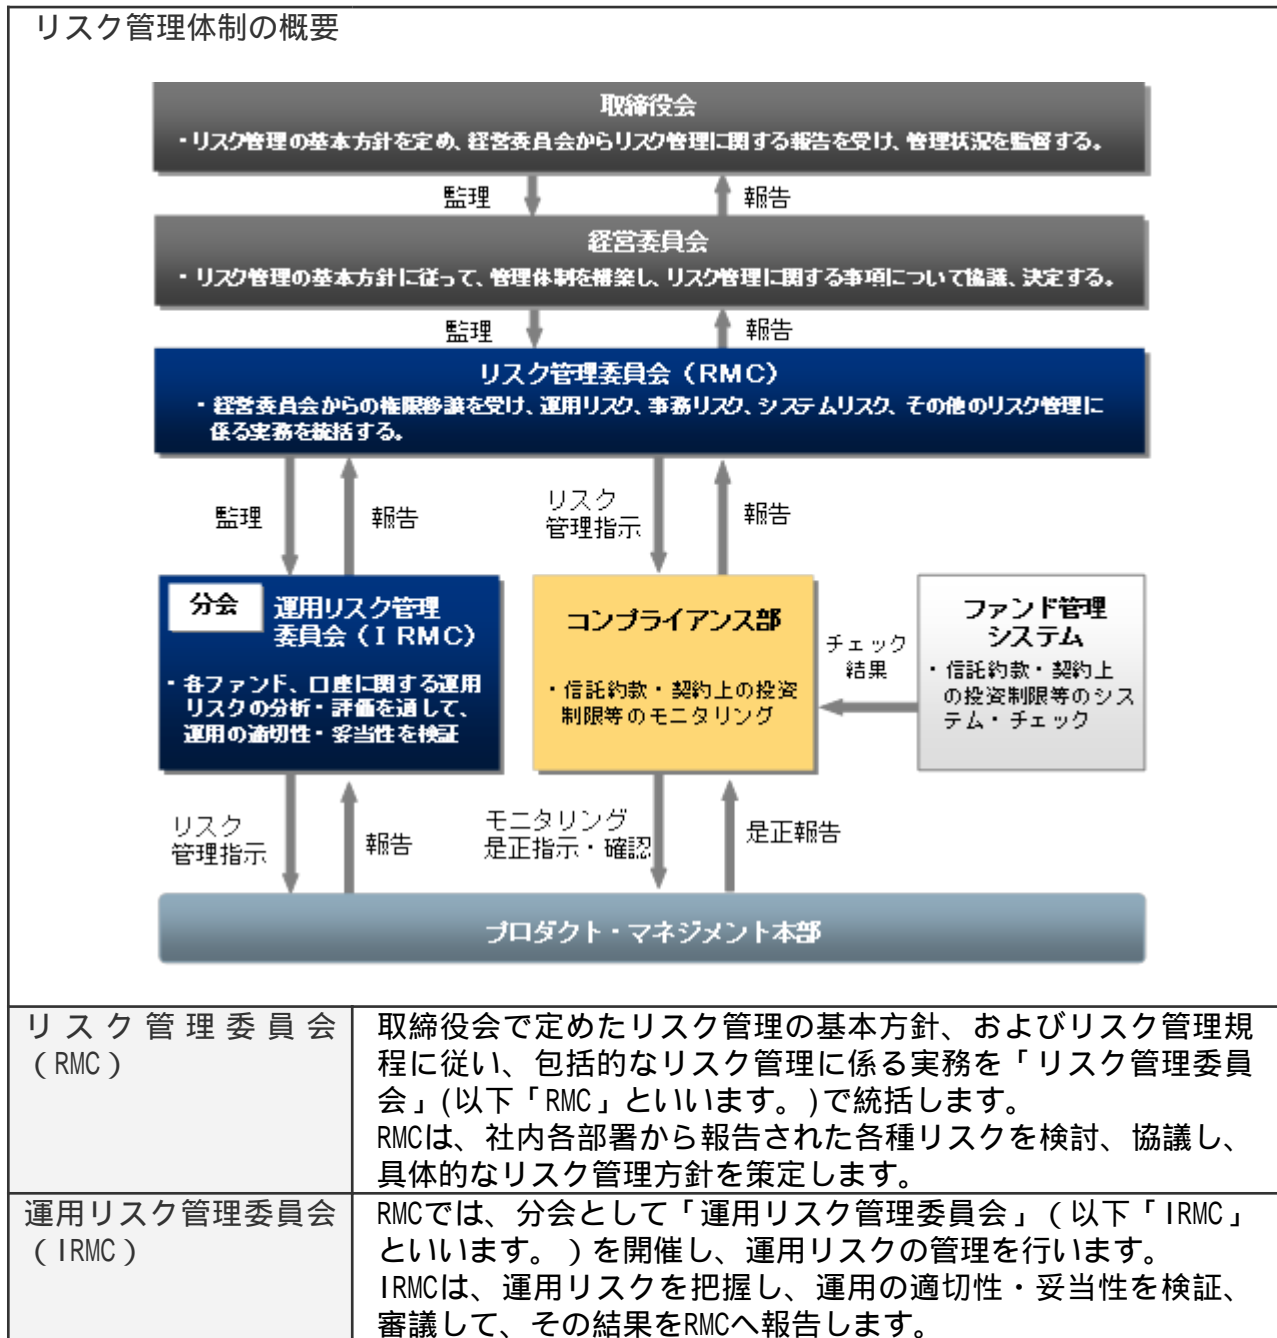 リスク管理体制の概要
取締役会
・リスク管理の基本方針を定め、経営委員会からリスク管理に関する報告を受け、管理状況を監督する。
監理
報告
経営委員会
・リスク管理の基本方針に従って、管理体制を構築し、リスク管理に関する事項について協議、決定する。
監理
報告
リスク管理委員会（RMC）
・経営委員会からの権限移譲を受け、運用リスク、事務リスク、システムリスク、その他のリスク管理に
係る実務を統括する。
監理
報告
リスク
管理指示
報告
分会
運用リスク管理
委員会（IRMC）
・各ファンド、口座に関する運用
リスクの分析・評価を通して、
運用の適切性・妥当性を検証
コンプライアンス部
・信託約款・契約上の投資
制限等のモニタリング
チェック
結果
ファンド管理
システム
・信託約款・契約上
の投資制限等のシス
テム・チェック
リスク
管理指示
報告
モニタリング
是正指示・確認
是正報告
プロダクト・マネジメント本部
リスク管理委員会
（RMC）
取締役会で定めたリスク管理の基本方針、およびリスク管理規
程に従い、包括的なリスク管理に係る実務を「リスク管理委員
会」(以下「RMC」といいます。)で統括します。
RMCは、社内各部署から報告された各種リスクを検討、協議し、
具体的なリスク管理方針を策定します。
運用リスク管理委員会
（IRMC）
RMCでは、分会として「運用リスク管理委員会」（以下「IRMC」
といいます。）を開催し、運用リスクの管理を行います。
IRMCは、運用リスクを把握し、運用の適切性・妥当性を検証、
審議して、その結果をRMCへ報告します。